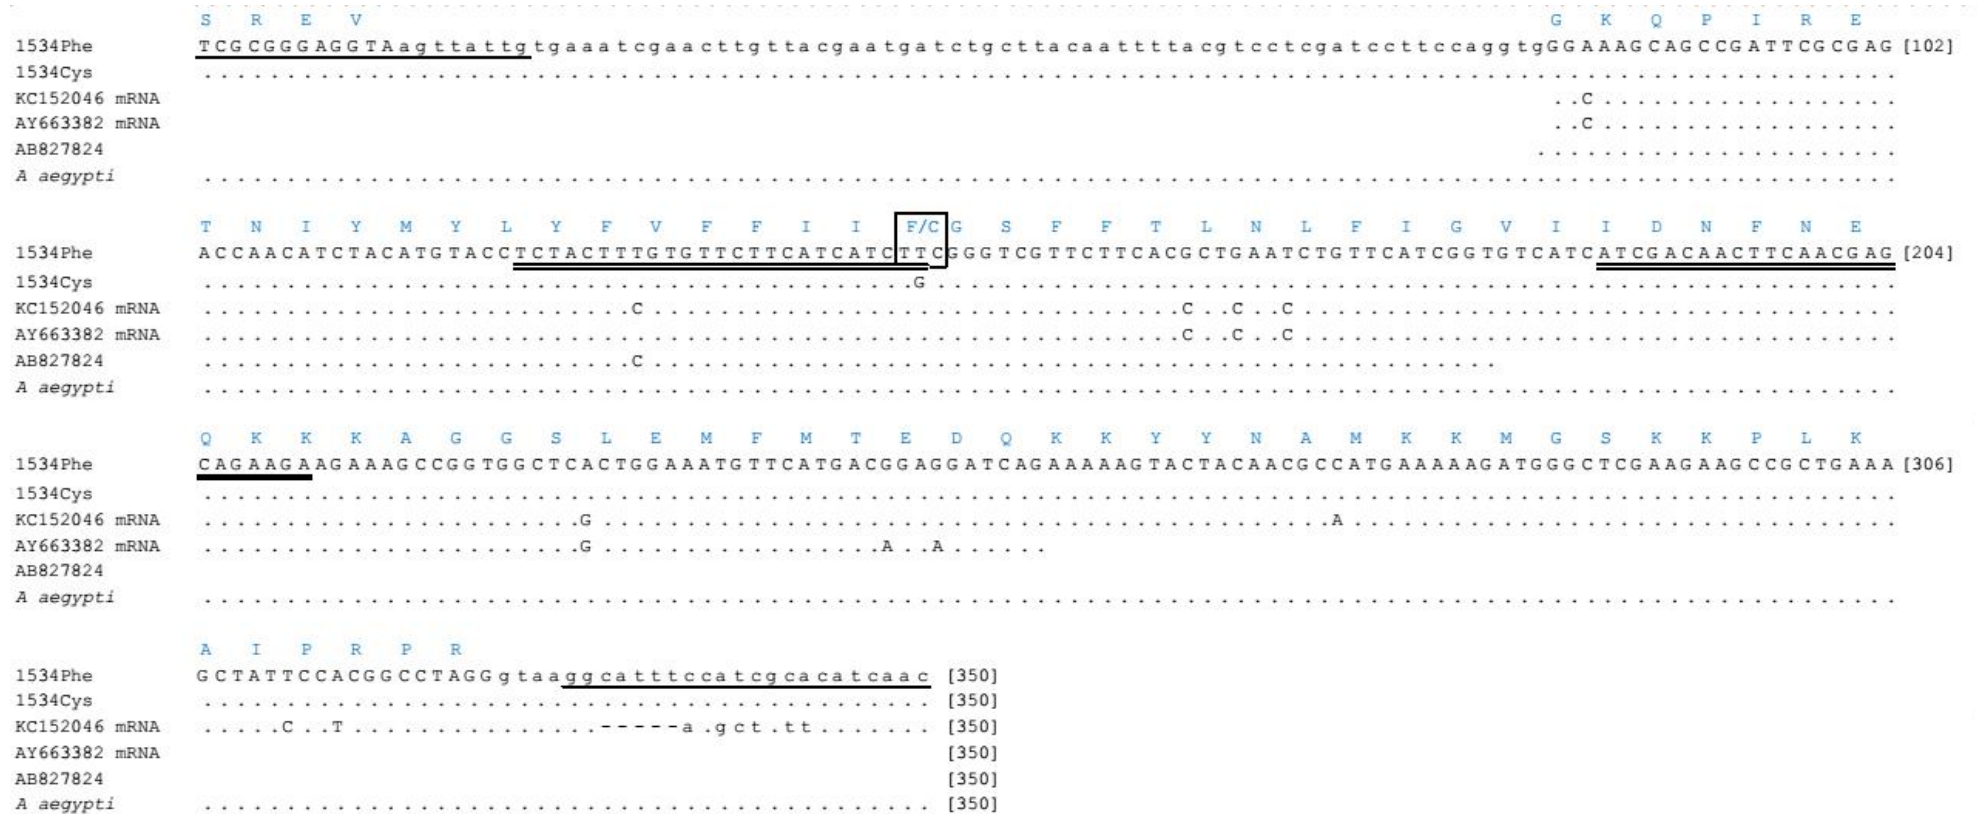 S R E V G K Q P I R E
1534Phe TCGCGGGAGGTAagttattgtgaaatcgaacttgttacgaatgatctgcttacaattttacgtcctcgatccttccaggtgGGAAAGCAGCCGATTCGCGAG [102]
1534Cys ......................................................................................................
KC152046 mRNA ..C..................
AY663382 mRNA ..C..................
AB827824 ......................
A aegypti ......................................................................................................
T N I Y M Y L Y F V F F I I F/C G S F F T L N L F I G V I I D N F N E
1534Phe ACCAACATCTACATGTACCTCTACTTTGTGTTCTTCATCATCTTCGGGTCGTTCTTCACGCTGAATCTGTTCATCGGTGTCATCATCGACAACTTCAACGAG [204]
1534Cys ...........................................G..........................................................
KC152046 mRNA ..........................C................................C..C..C....................................
AY663382 mRNA ...........................................................C..C..C....................................
AB827824 ..........................C...................................................
A aegypti ......................................................................................................
Q K K K A G G S L E M F M T E D Q K K Y Y N A M K K M G S K K P L K
1534Phe CAGAAGAAGAAAGCCGGTGGCTCACTGGAAATGTTCATGACGGAGGATCAGAAAAAGTACTACAACGCCATGAAAAAGATGGGCTCGAAGAAGCCGCTGAAA [306]
1534Cys ......................................................................................................
KC152046 mRNA .......................G............................................A.................................
AY663382 mRNA .......................G.................A..A......
AB827824
A aegypti ......................................................................................................
A I P R P R
1534Phe GCTATTCCACGGCCTAGGgtaaggcatttccatcgcacatcaac [350]
1534Cys ............................................ [350]
KC152046 mRNA .....C..T...............-----a.gct.tt....... [350]
AY663382 mRNA [350]
AB827824 [350]
A aegypti ............................................ [350]